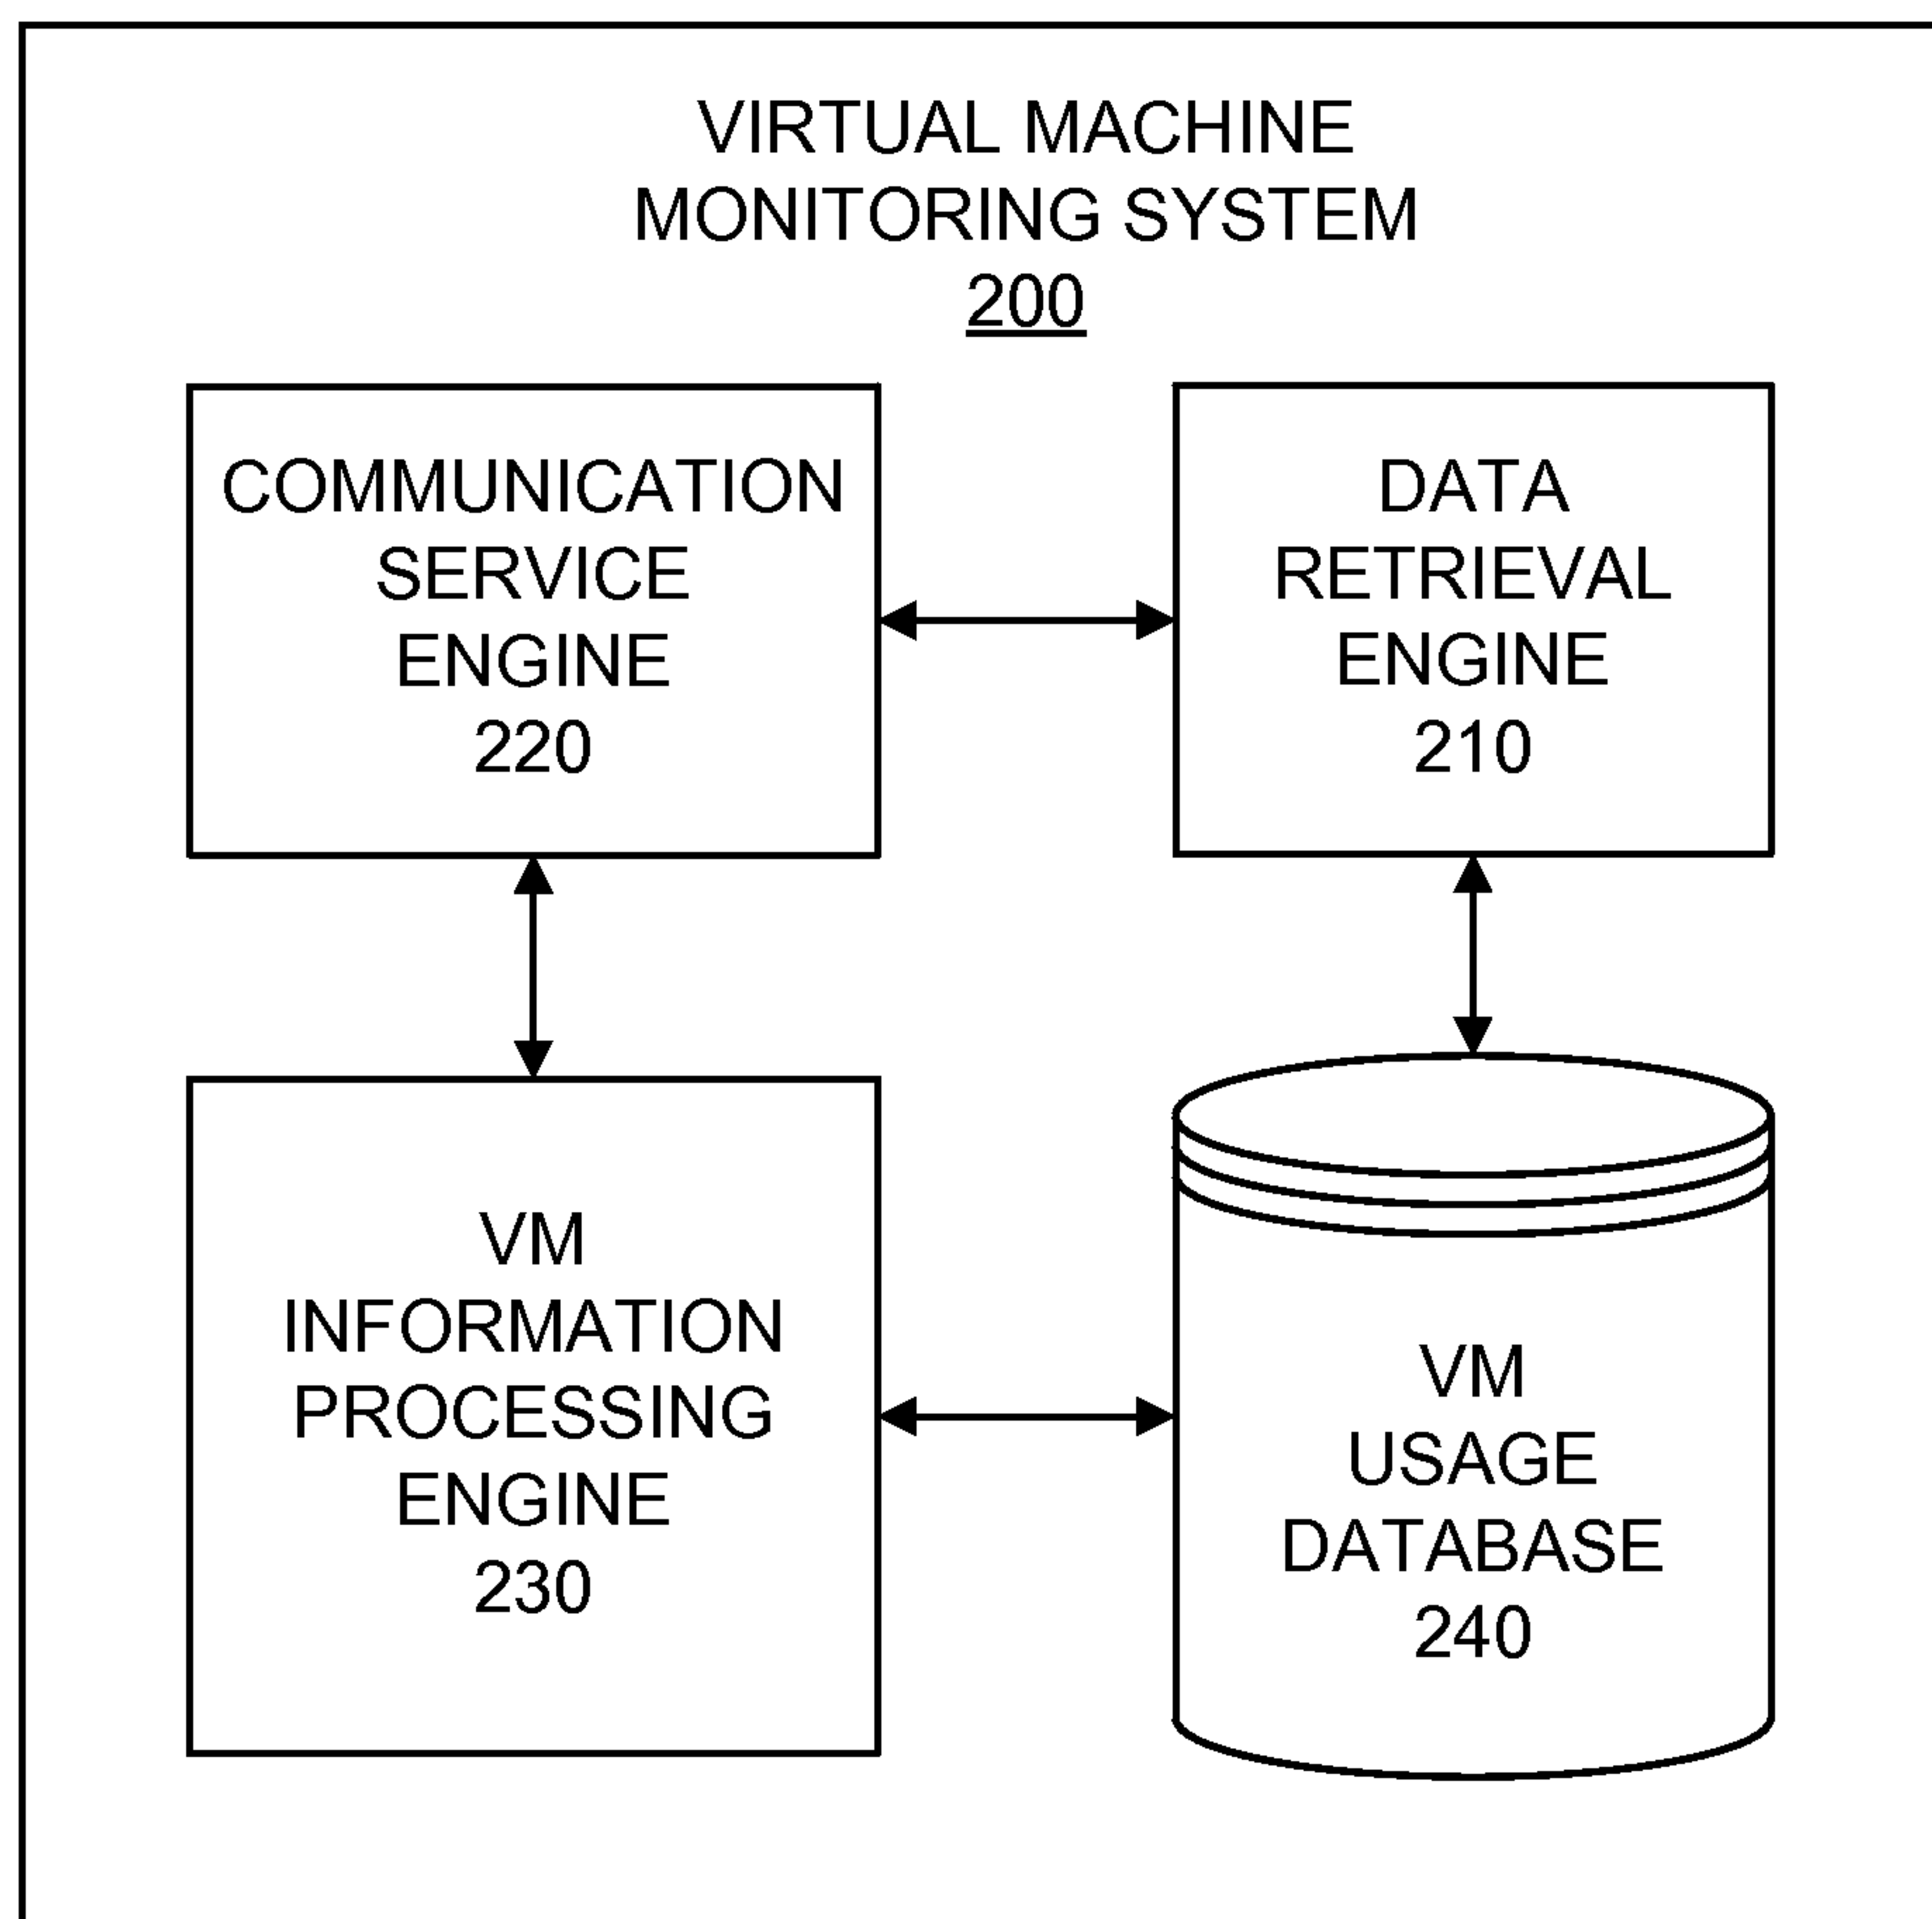 VIRTUAL MACHINE
MONITORING SYSTEM
200
COMMUNICATION
SERVICE
ENGINE
220
DATA
RETRIEVAL
ENGINE
210
VM
INFORMATION
PROCESSING
ENGINE
230
VM
USAGE
DATABASE
240